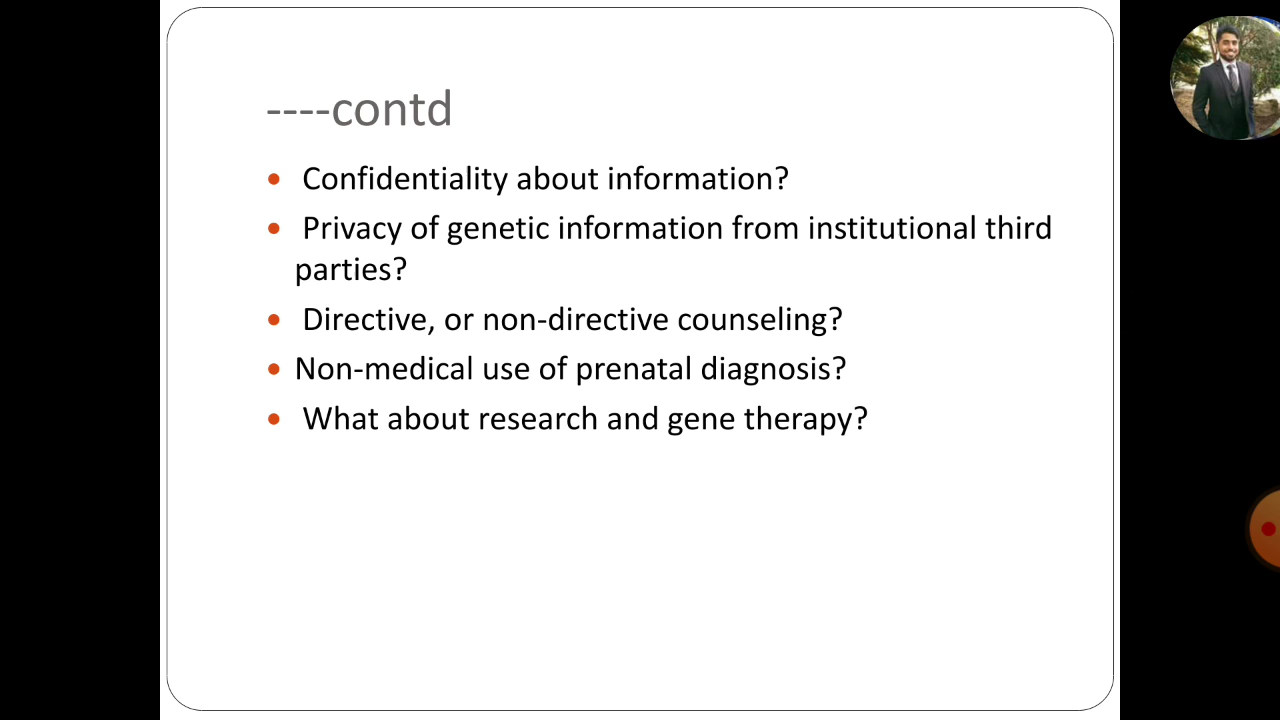 ----contd
• Confidentiality about information?
• Privacy of genetic information from institutional third
parties?
• Directive, or non-directive counseling?
• Non-medical use of prenatal diagnosis?
• What about research and gene therapy?